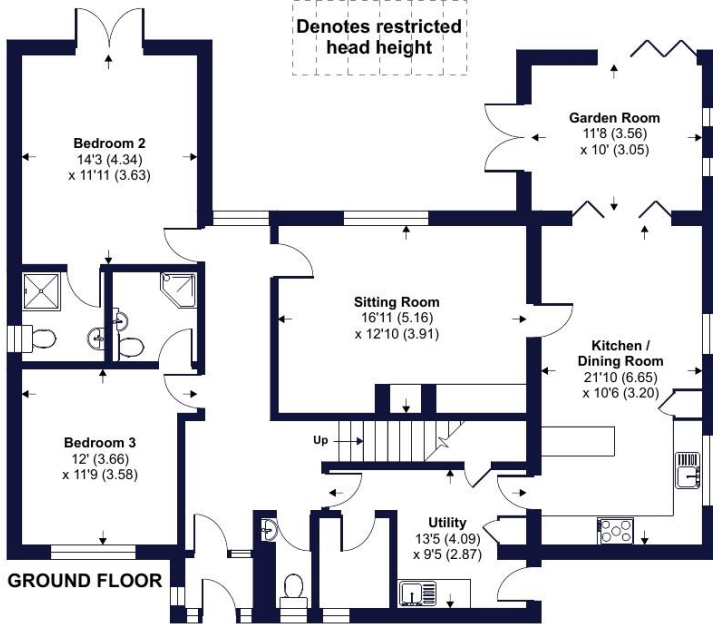 Denotes restricted
head height
Bedroom 2
14'3 (4.34)
x 11'11 (3.63)
Garden Room
11'8 (3.56)
x 10' (3.05)
Sitting Room
16'11 (5.16)
x 12'10 (3.91)
Kitchen /
Dining Room
21'10 (6.65)
x 10'6 (3.20)
Bedroom 3
12' (3.66)
x 11'9 (3.58)
Up
Utility
13'5 (4.09)
x 9'5 (2.87)
GROUND FLOOR